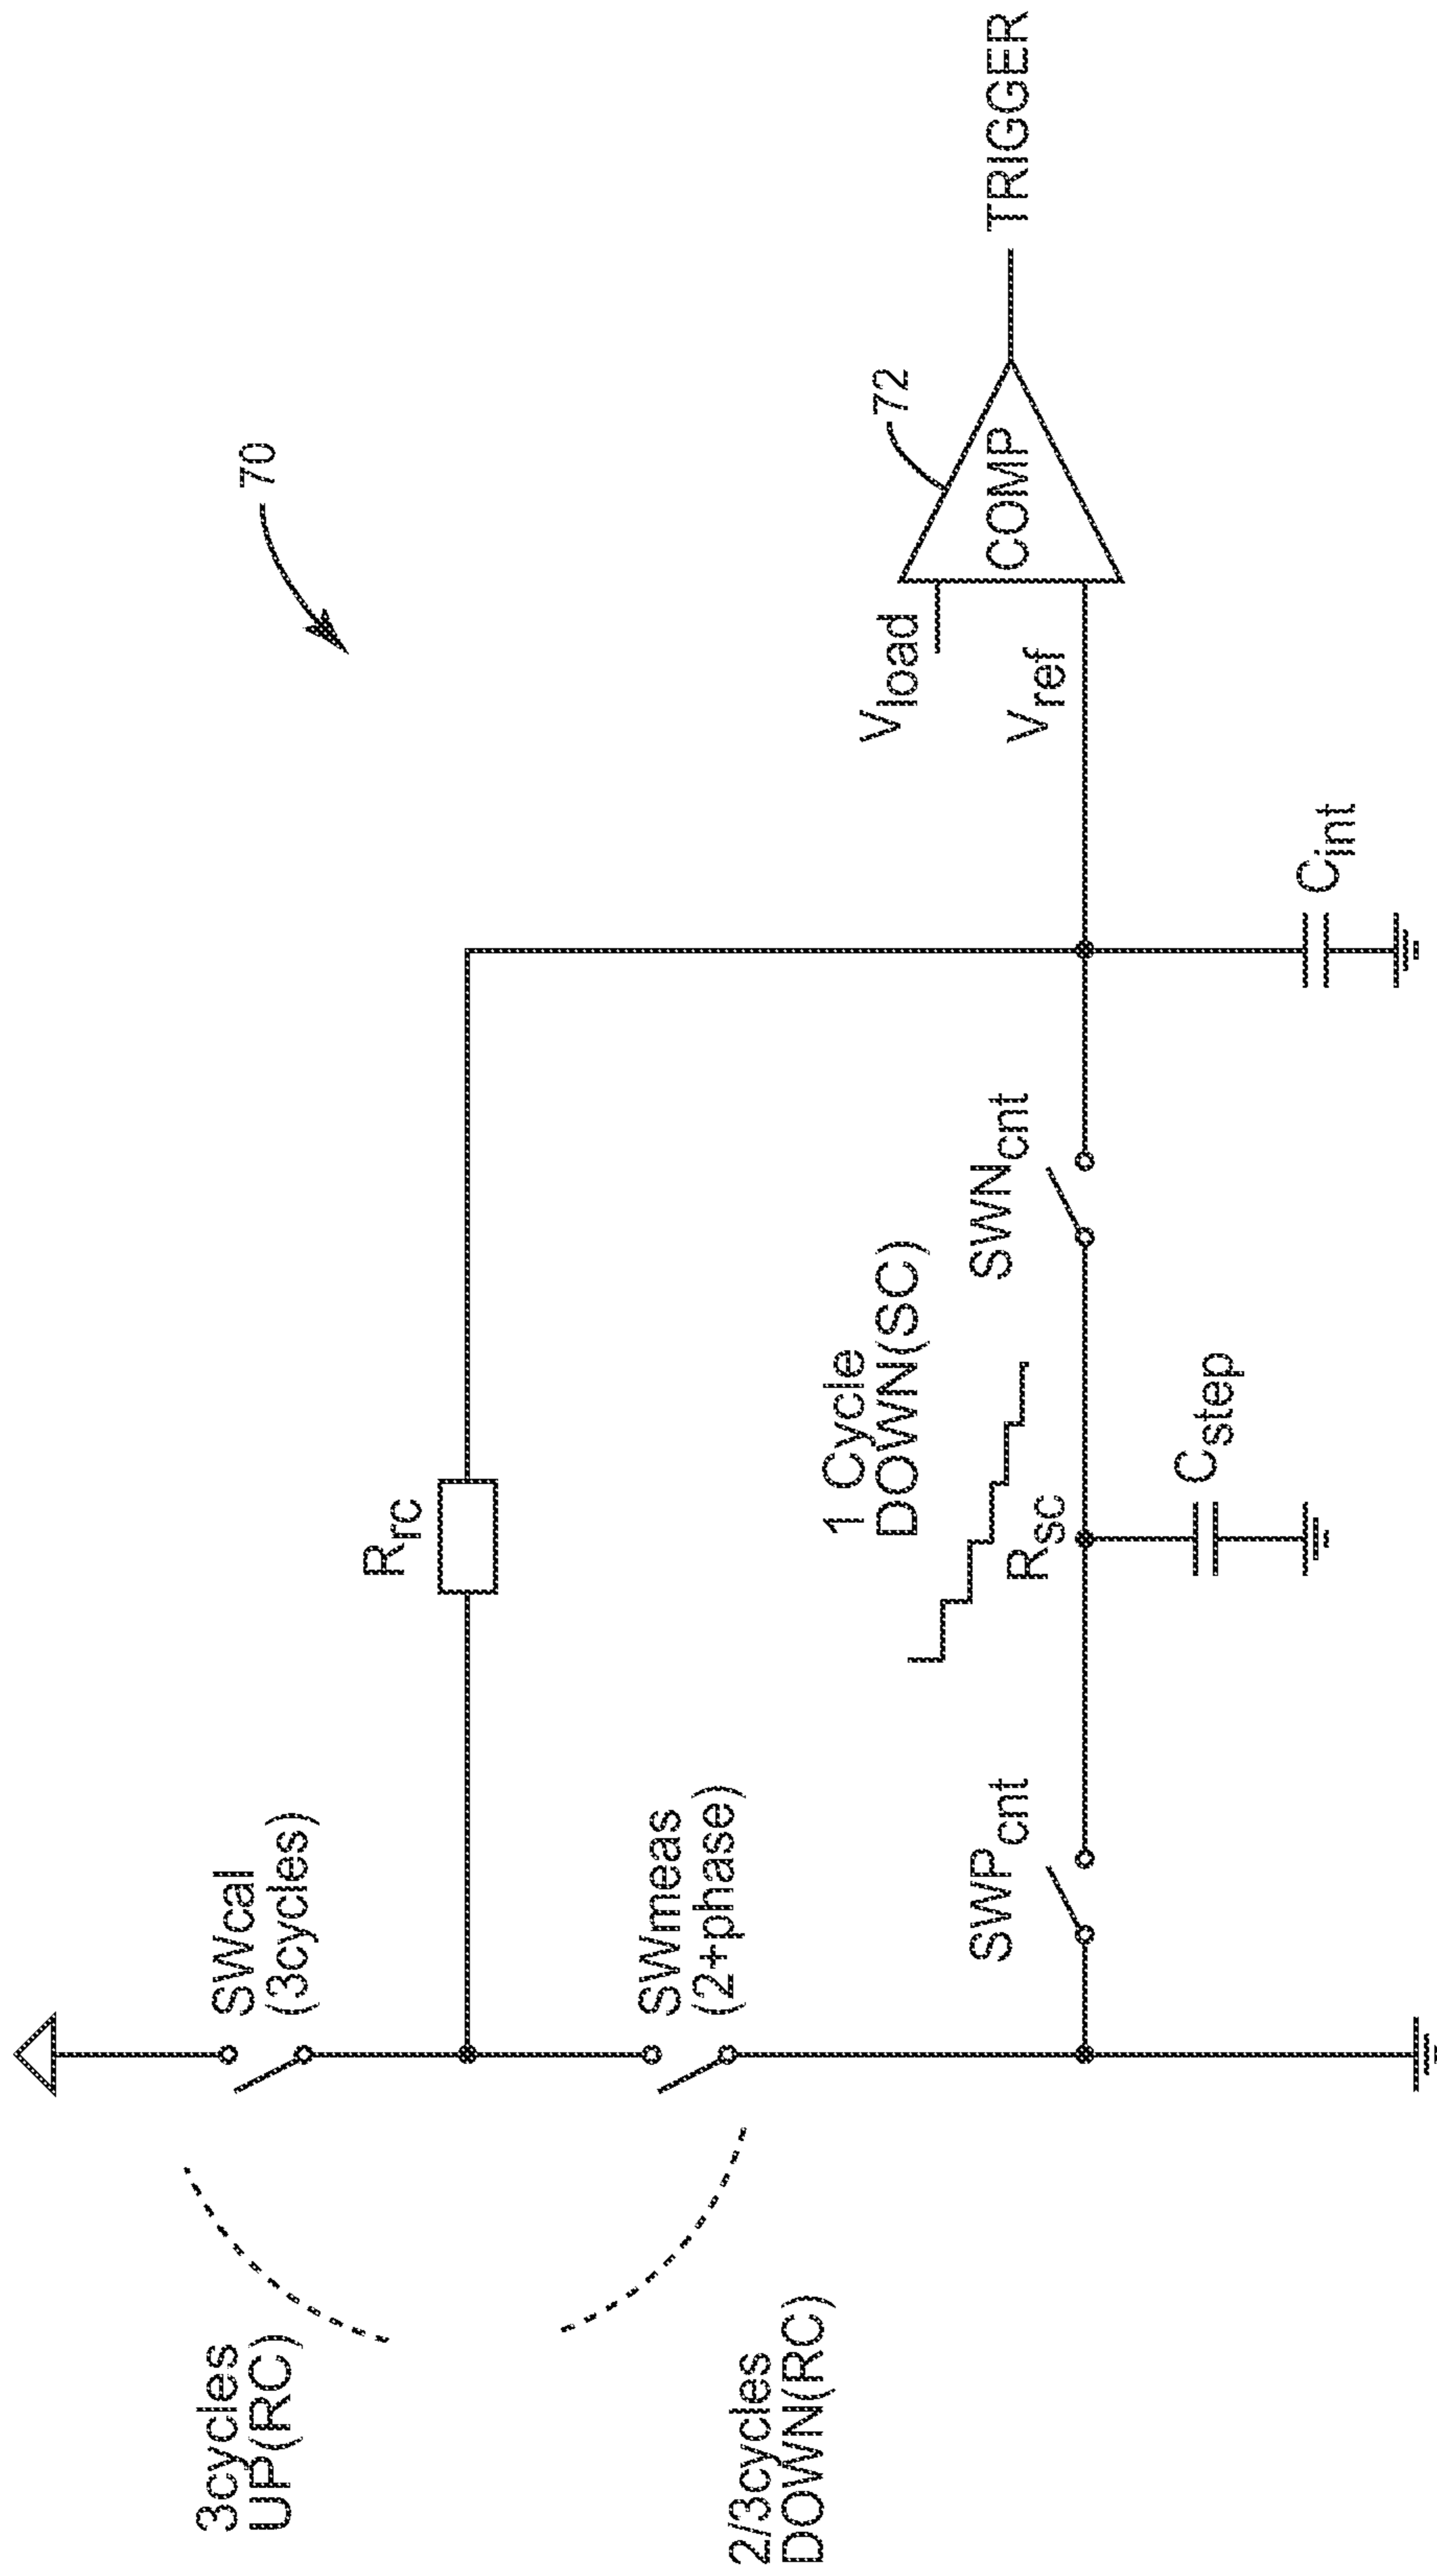 70
3cycles
UP(RC)
SWcal
(3cycles)
Rrc
2/3cycles
DOWN(RC)
SWmeas
(2+phase)
1 Cycle
DOWN(SC)
Vload
72
Vref
COMP
TRIGGER
SWPcnt
Rsc
SWNcnt
Cstep
Cint